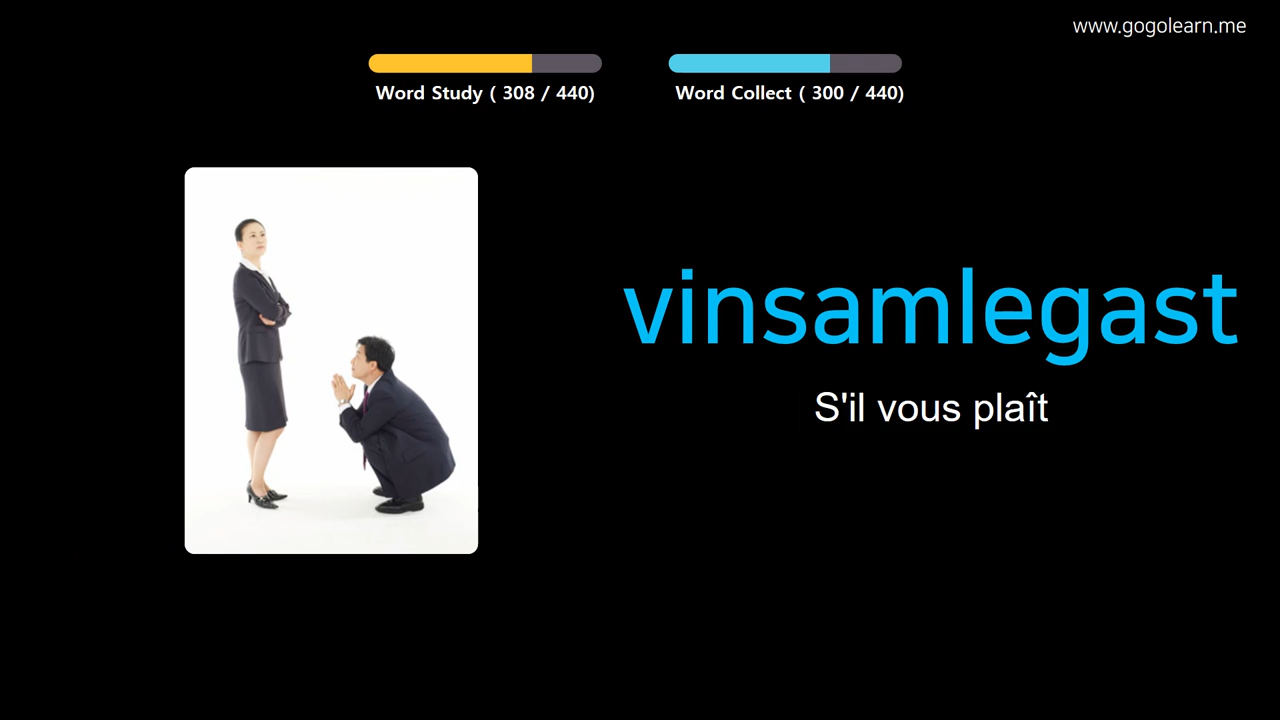 www.gogolearn.me
Word Study ( 308 / 440)
Word Collect ( 300 / 440)
vinsamlegast
S'il vous plaît